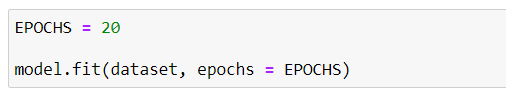 EPOCHS = 20
model.fit(dataset, epochs = EPOCHS)